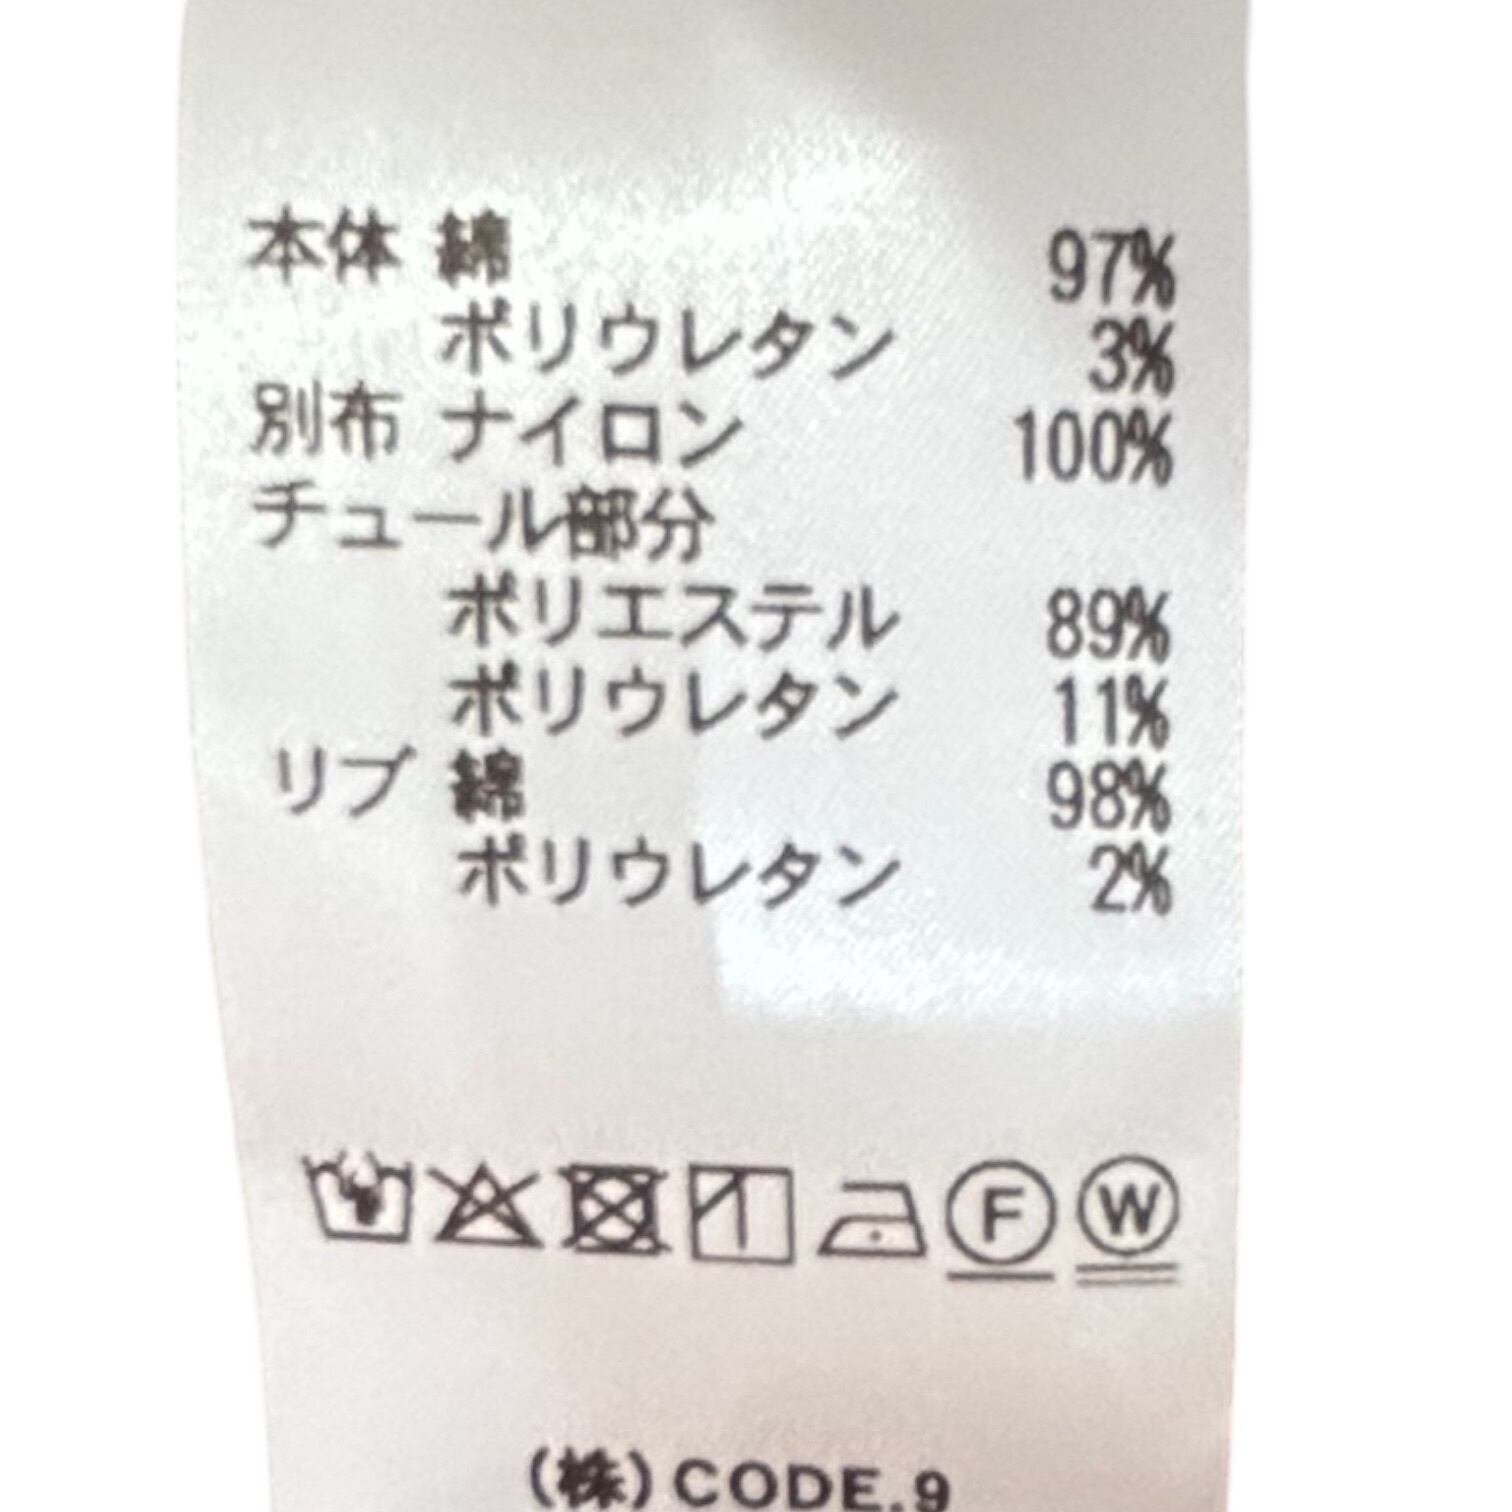 本体 綿 97%
ポリウレタン 3%
別布 ナイロン 100%
チュール部分
ポリエステル 89%
ポリウレタン 11%
リブ 綿 98%
ポリウレタン 2%
F W
(株)CODE.9